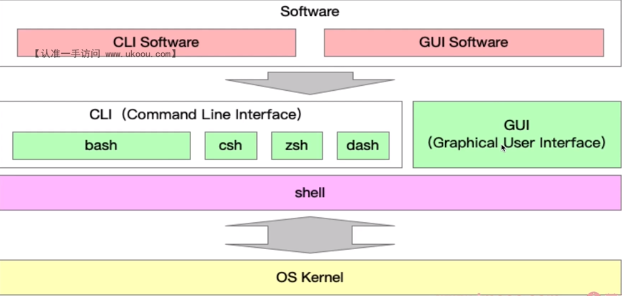 Software
CLI Software
GUI Software
【认准一手访问 www.ukoou.com】
CLI（Command Line Interface）
bash
csh
zsh
dash
GUI
（Graphical User Interface）
shell
OS Kernel